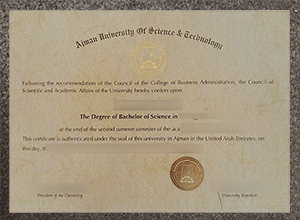 Ajman University Of Science & Technology
Following the recommendation of the Council of the College of Business Administration, the Council of
Scientific and Academic Affairs of the University hereby confers upon
The Degree of Bachelor of Science in
at the end of the second summer semester of the aca
This certificate is authenticated under the seal of this university in Ajman in the United Arab Emirates, on
this day, it
President of the University
University Registrar